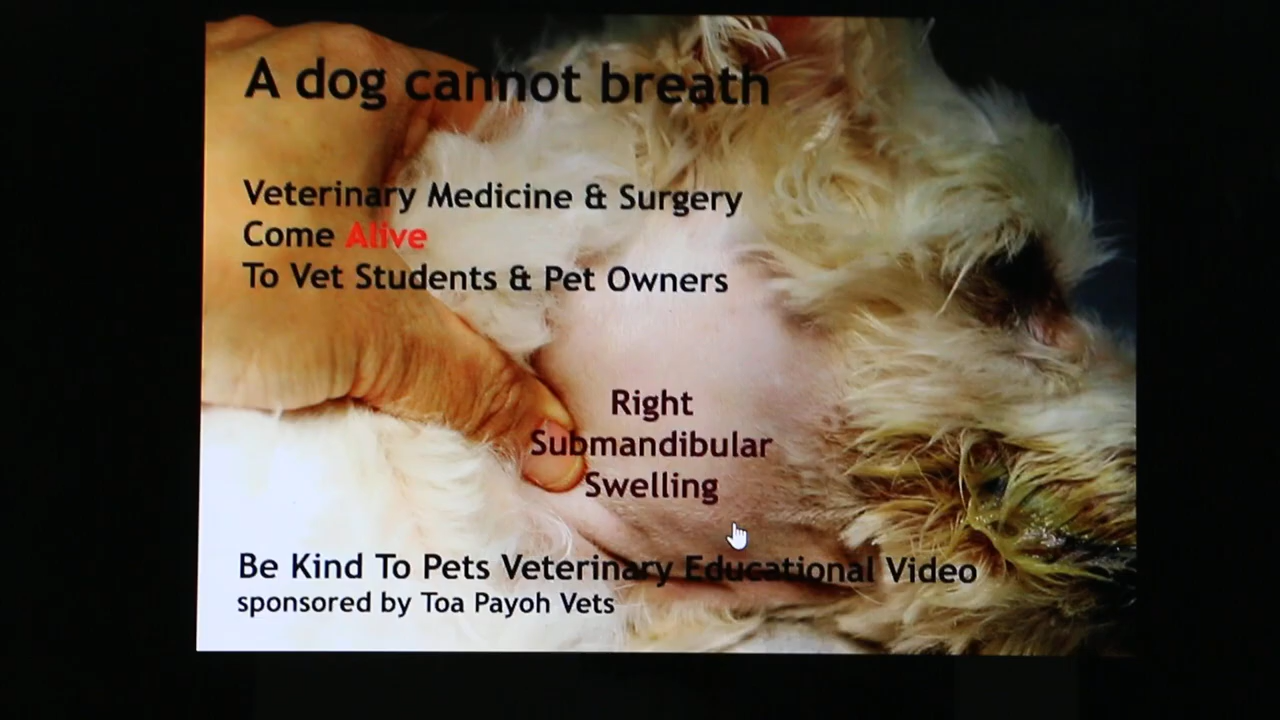 A dog cannot breath
Veterinary Medicine & Surgery
Come Alive
To Vet Students & Pet Owners
Right
Submandibular
Swelling
Be Kind To Pets Veterinary Educational Video
sponsored by Toa Payoh Vets